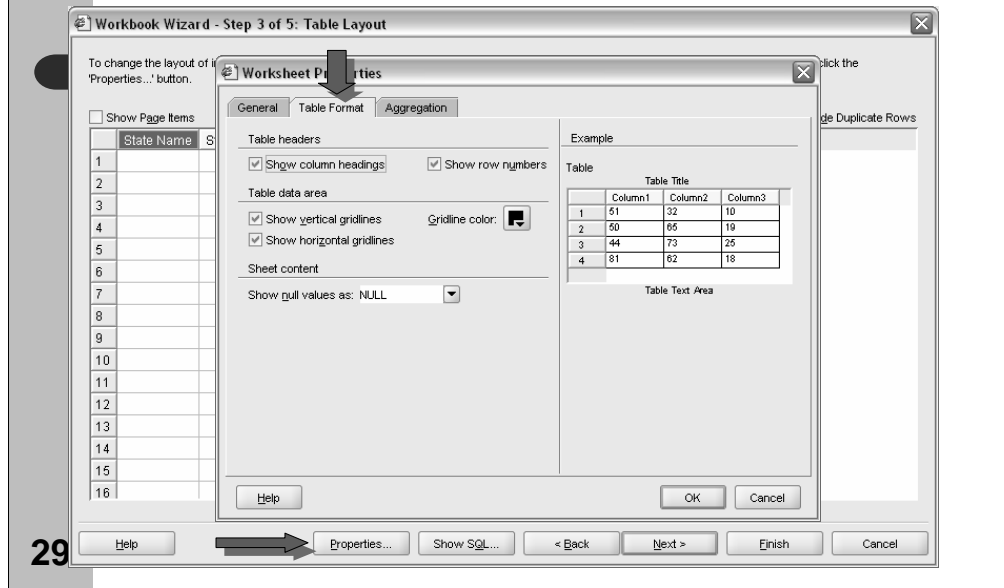 Workbook Wizard - Step 3 of 5: Table Layout
To change the layout of i
click the
'Properties...' button.
Show Page Items
de Duplicate Rows
State Name S
1
2
3
4
5
6
7
8
9
10
11
12
13
14
15
16
Worksheet Pr rties
General Table Format Aggregation
Table headers
Show column headings Show row numbers
Table data area
Show vertical gridlines Gridline color:
Show horizontal gridlines
Sheet content
Show null values as: NULL
Example
Table
Table Title
Column1 Column2 Column3
1 51 32 10
2 50 65 19
3 44 73 25
4 81 62 18
Table Text Area
Help OK Cancel
29
Help Properties... Show SQL... < Back Next > Finish Cancel